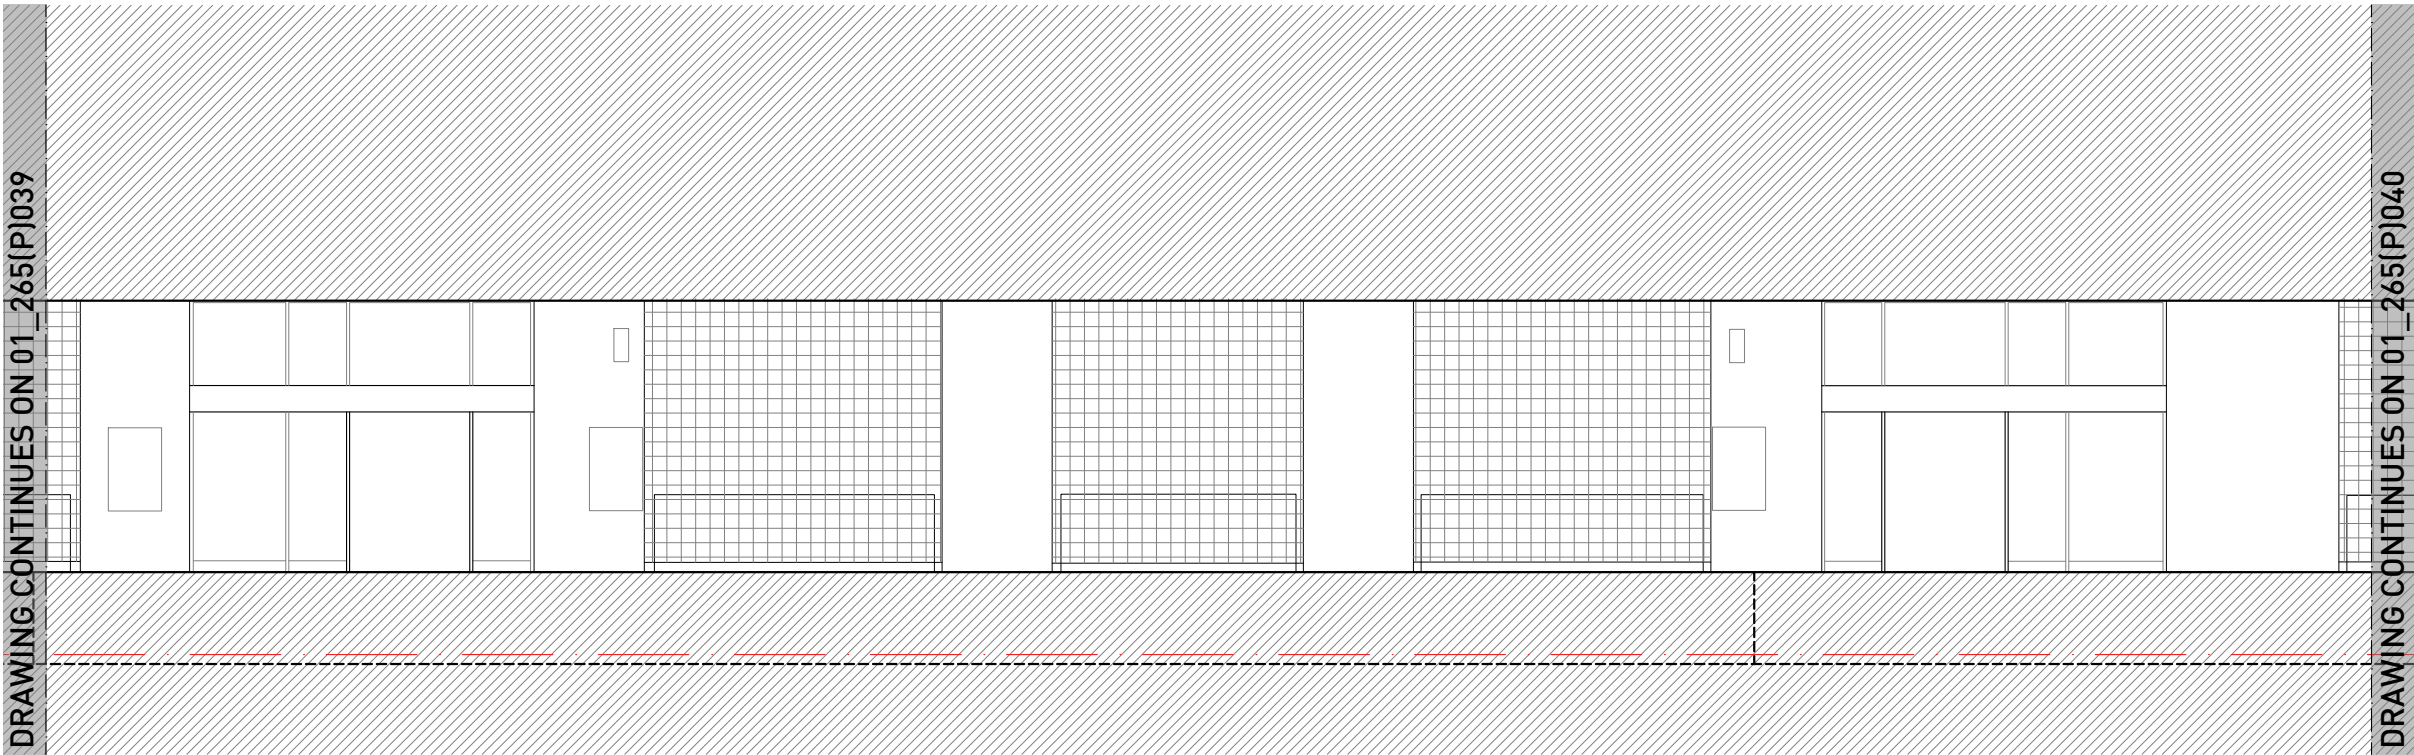 DRAWING CONTINUES ON 01_265(P)039
DRAWING CONTINUES ON 01_265(P)040